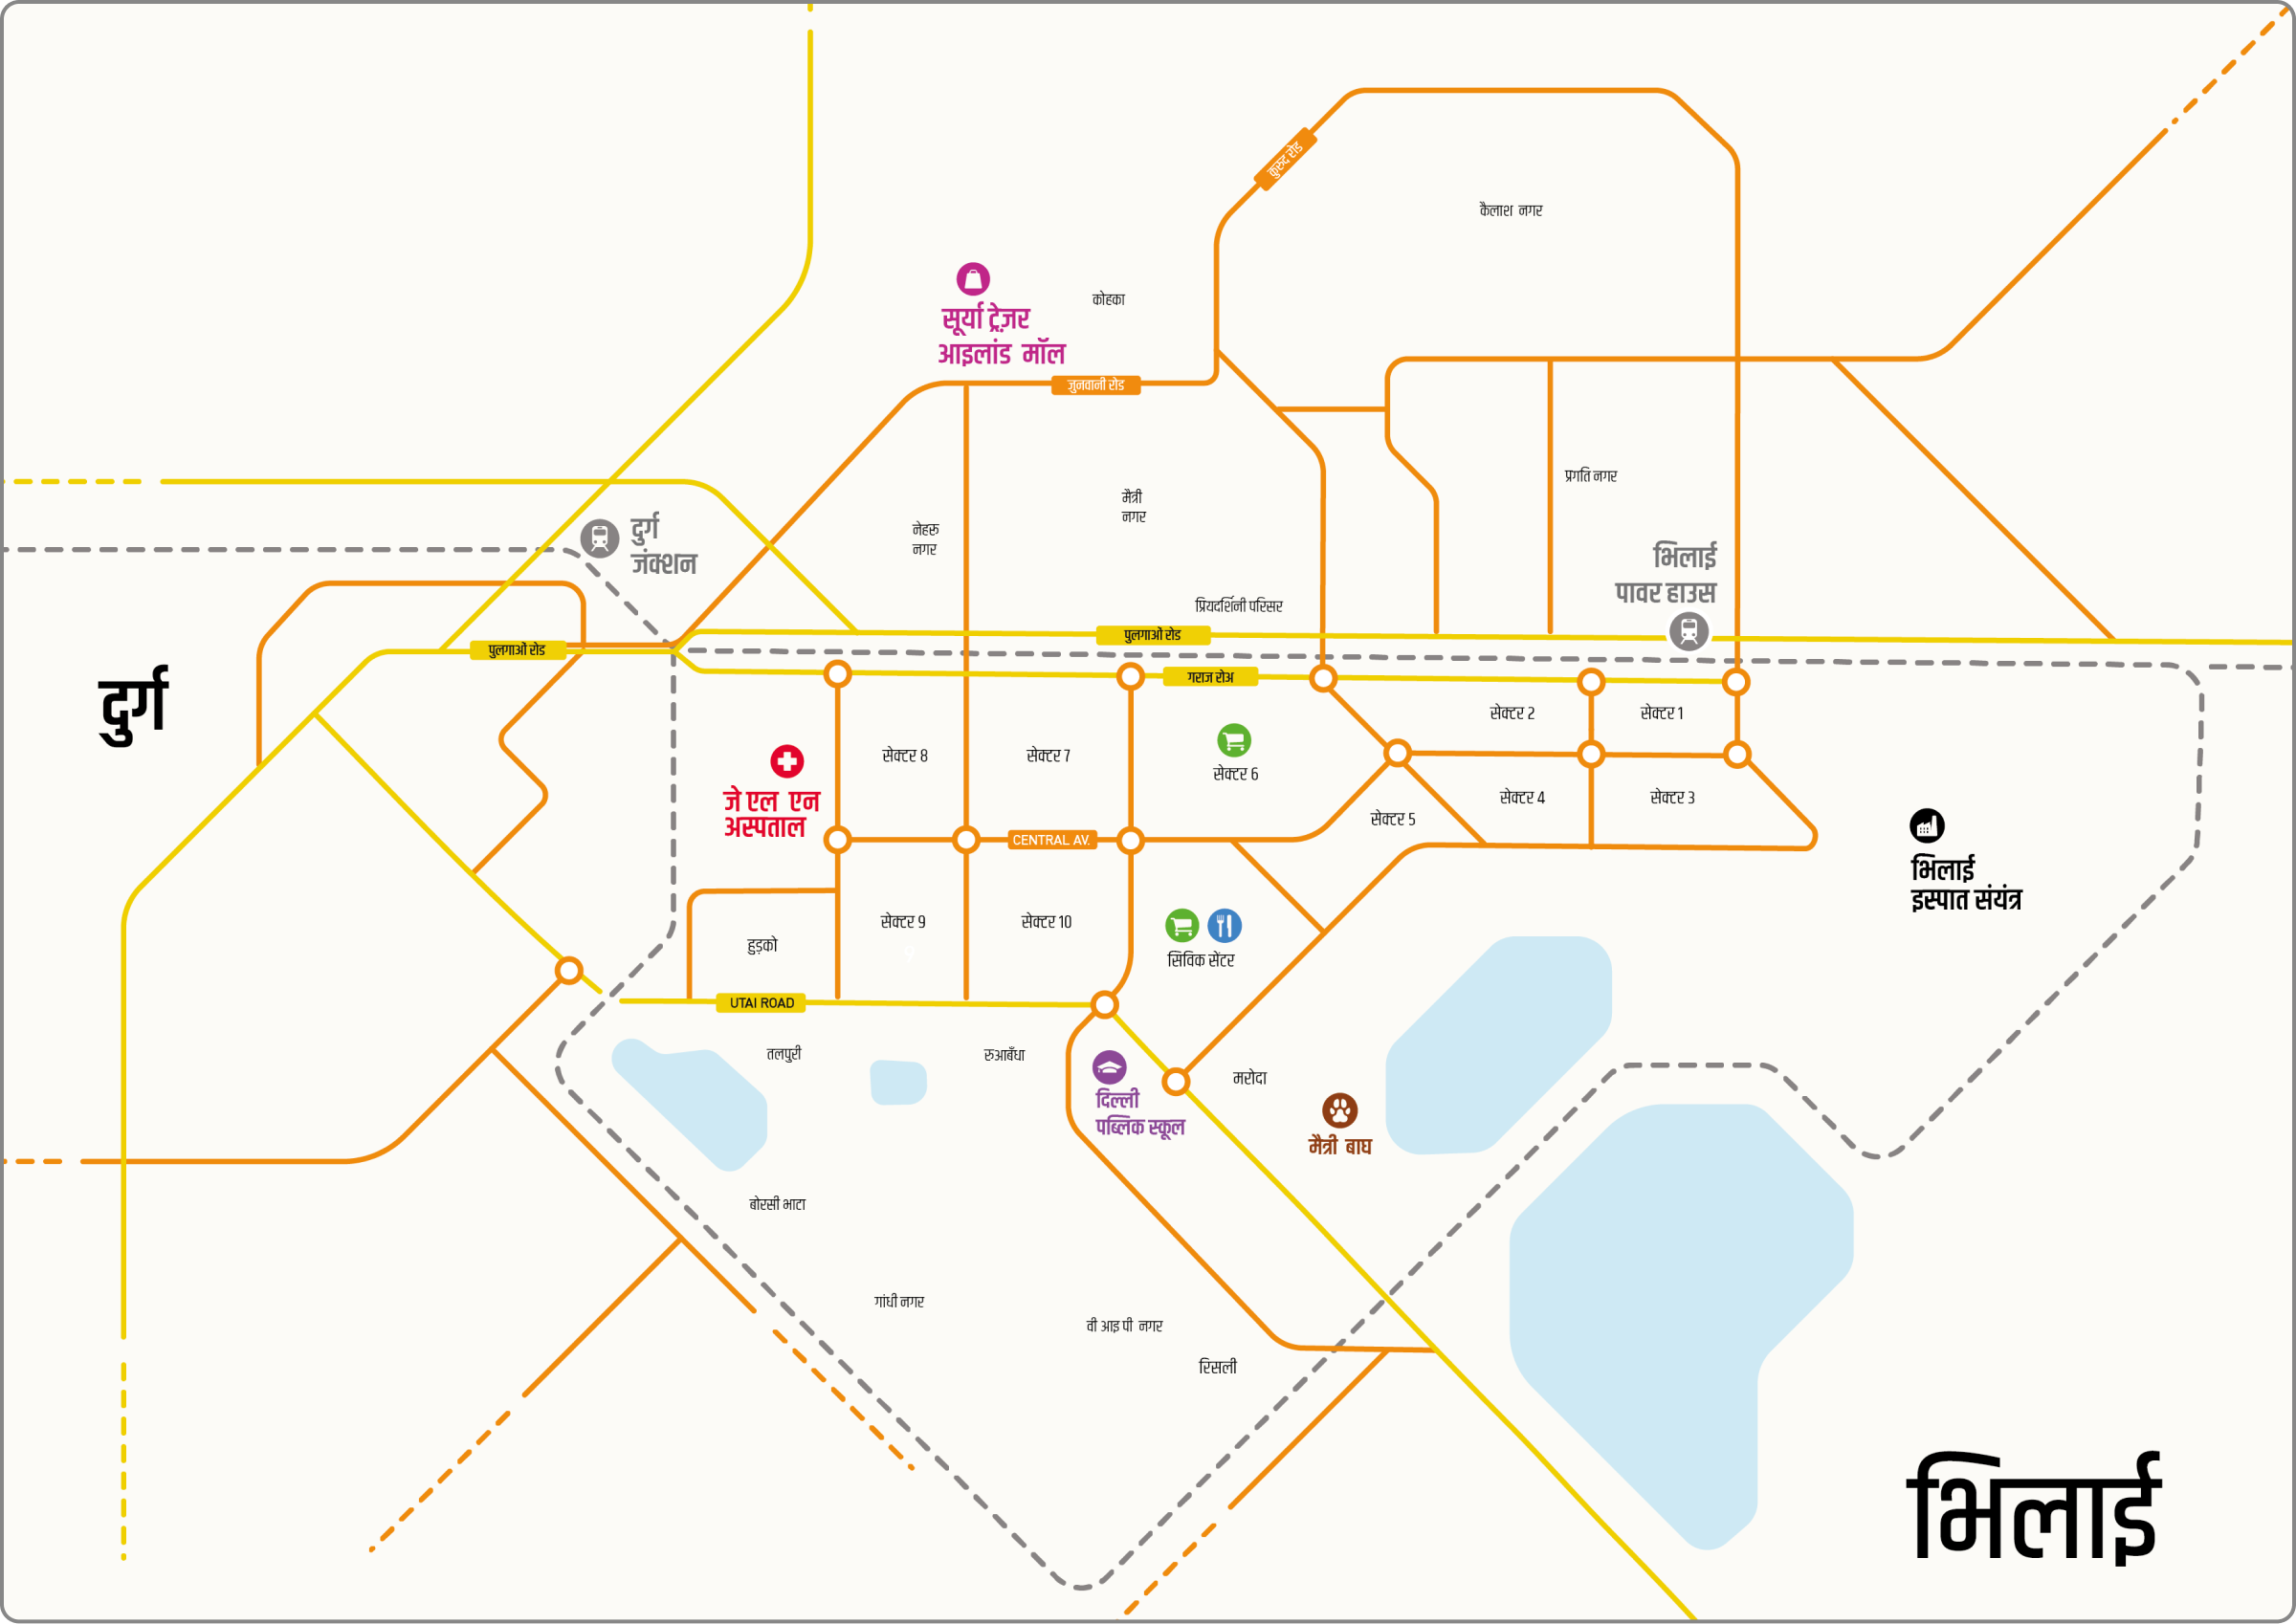 कुरुद रोड
कैलाश नगर
कोहका
सूर्या ट्रेज़र
आइलांड मॉल
जुनवानी रोड
प्रगति नगर
मैत्री
नगर
नेहरू
नगर
दुर्ग
जंक्शन
भिलाई
पावर हाउस
प्रियदर्शिनी परिसर
पुलगाओं रोड
पुलगाओं रोड
गराज रोअ
दुर्ग
सेक्टर 2
सेक्टर 1
सेक्टर 8
सेक्टर 7
सेक्टर 6
जे एल एन
अस्पताल
सेक्टर 4
सेक्टर 3
सेक्टर 5
CENTRAL AV.
भिलाई
इस्पात संयंत्र
सेक्टर 9
सेक्टर 10
हुड़को
सिविक सेंटर
UTAI ROAD
तलपुरी
रुआबाँधा
मरोदा
दिल्ली
पब्लिक स्कूल
मैत्री बाघ
बोरसी भाटा
गांधी नगर
वी आइ पी नगर
रिसली
भिलाई